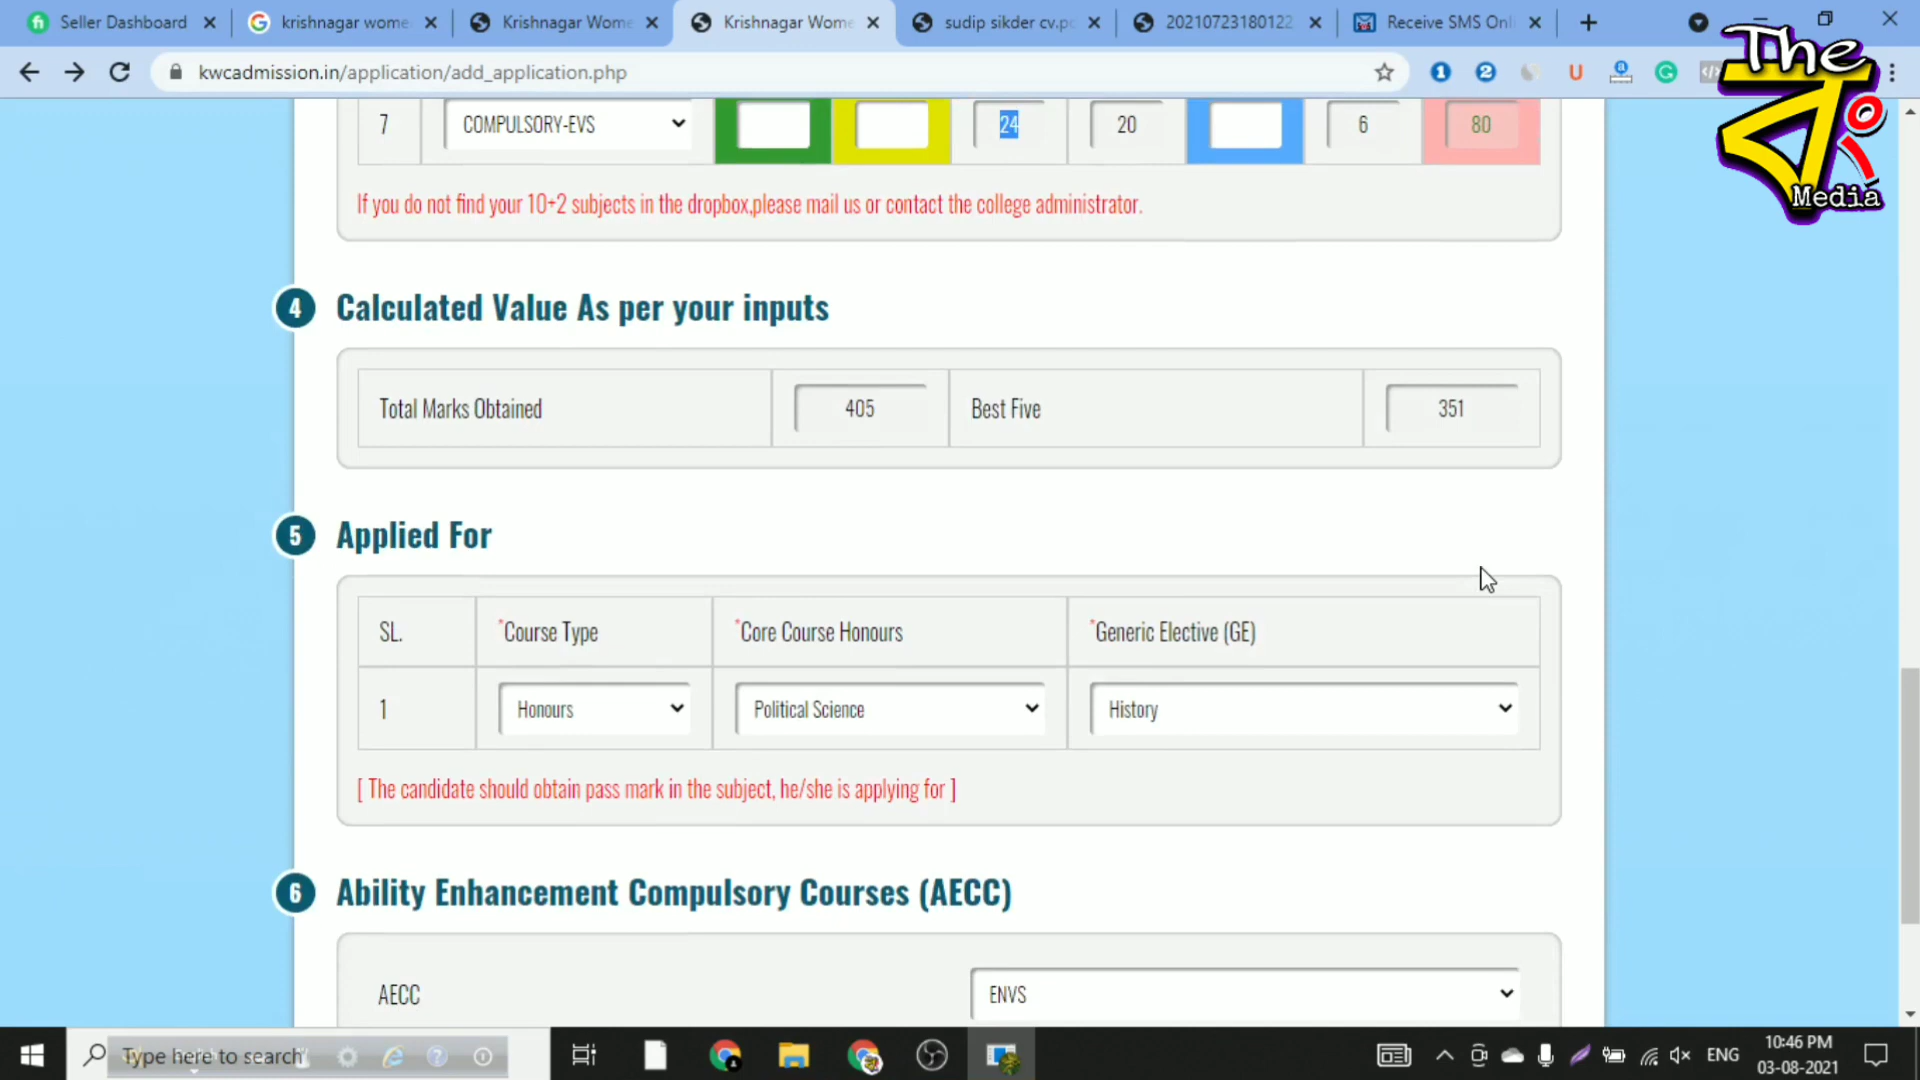 Seller Dashboard
krishnagar wome
Krishnagar Wome
Krishnagar Wome
sudip sikder cv.p
20210723180122
Receive SMS Onl
kwcadmission.in/application/add_application.php
The
Media
7 COMPULSORY-EVS 24 20 6 80
If you do not find your 10+2 subjects in the dropbox,please mail us or contact the college administrator.
4 Calculated Value As per your inputs
Total Marks Obtained 405 Best Five 351
5 Applied For
SL. *Course Type *Core Course Honours *Generic Elective (GE)
1 Honours Political Science History
[ The candidate should obtain pass mark in the subject, he/she is applying for ]
6 Ability Enhancement Compulsory Courses (AECC)
AECC ENVS
Type here to search
ENG
10:46 PM
03-08-2021